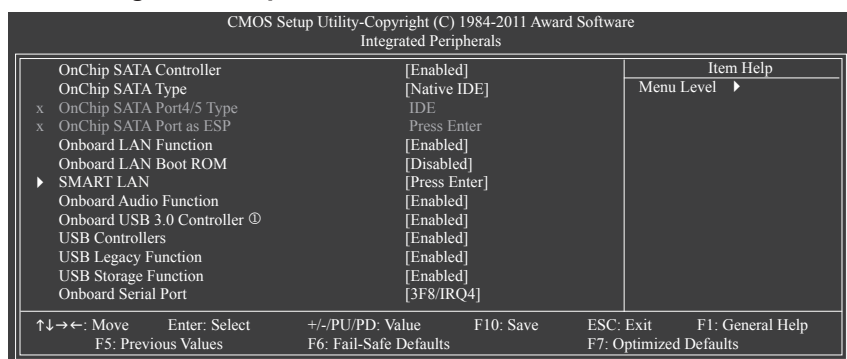 CMOS Setup Utility-Copyright (C) 1984-2011 Award Software
Integrated Peripherals
OnChip SATA Controller [Enabled]
OnChip SATA Type [Native IDE]
x OnChip SATA Port4/5 Type IDE
x OnChip SATA Port as ESP Press Enter
Onboard LAN Function [Enabled]
Onboard LAN Boot ROM [Disabled]
▶ SMART LAN [Press Enter]
Onboard Audio Function [Enabled]
Onboard USB 3.0 Controller ① [Enabled]
USB Controllers [Enabled]
USB Legacy Function [Enabled]
USB Storage Function [Enabled]
Onboard Serial Port [3F8/IRQ4]
Item Help
Menu Level ▶
↑↓→←: Move Enter: Select +/-/PU/PD: Value F10: Save ESC: Exit F1: General Help
F5: Previous Values F6: Fail-Safe Defaults F7: Optimized Defaults